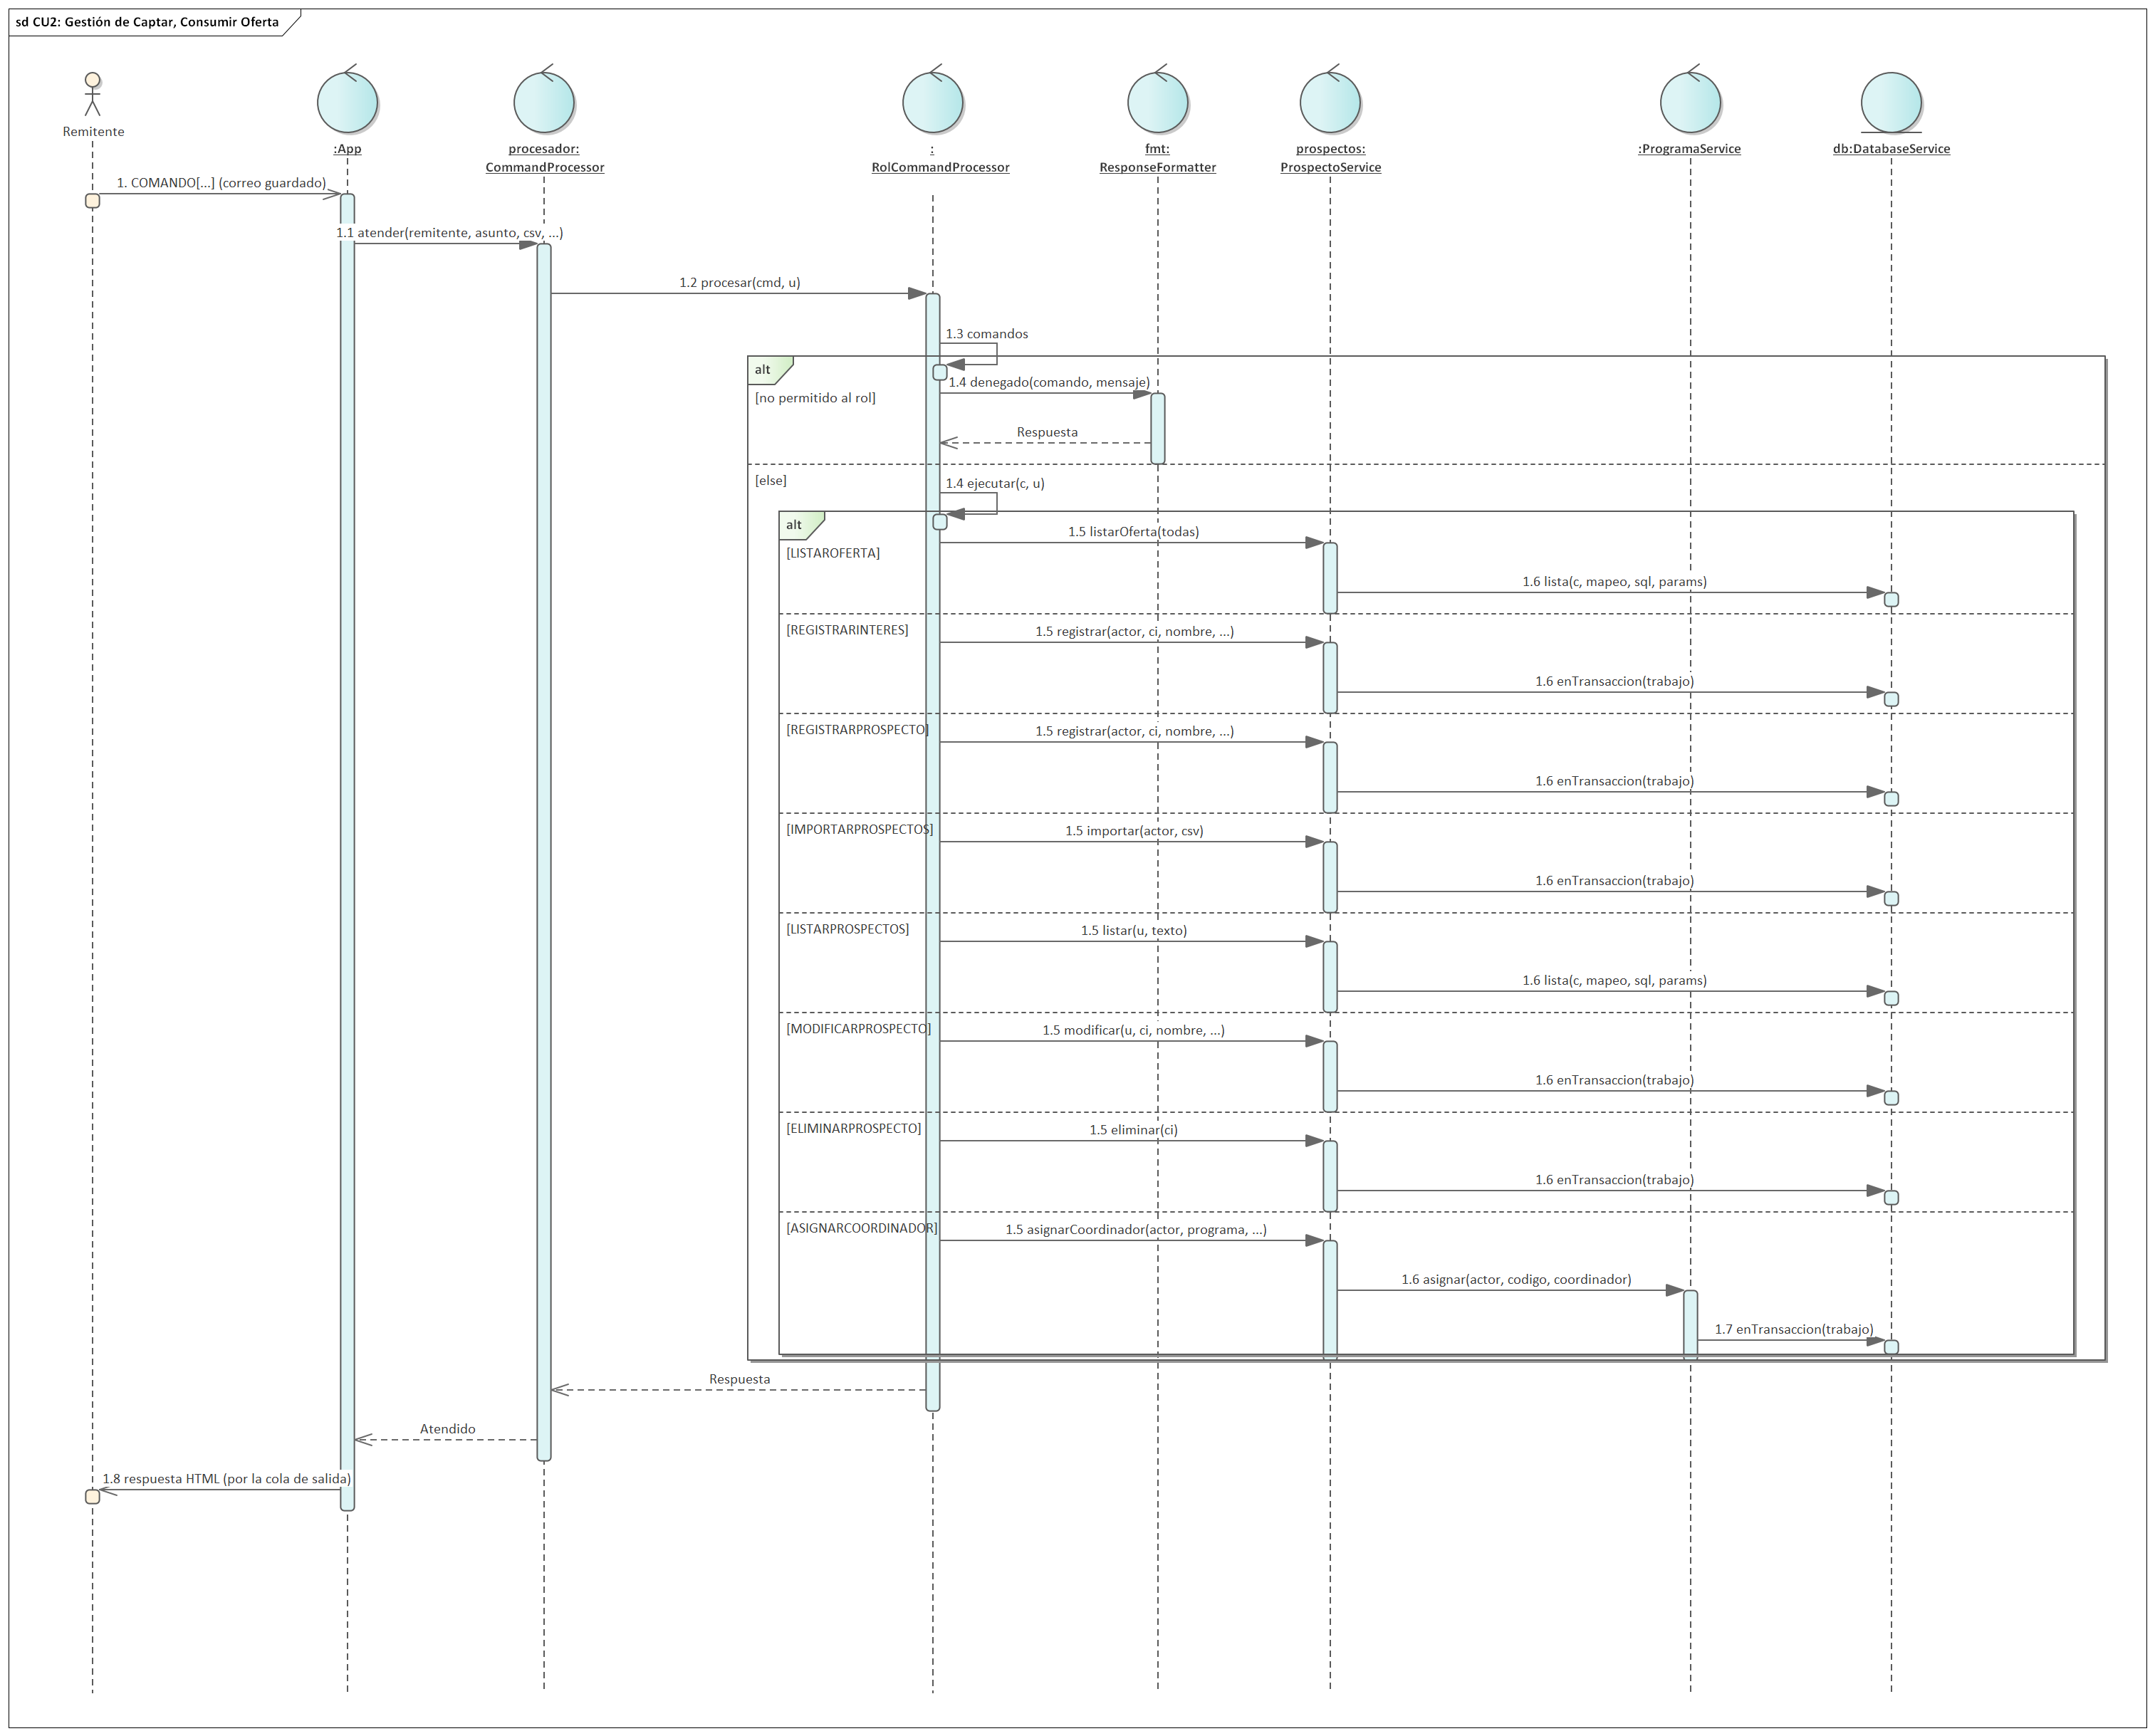 sd CU2: Gestión de Captar, Consumir Oferta
Remitente
:App
procesador:
CommandProcessor
:
RolCommandProcessor
fmt:
ResponseFormatter
prospectos:
ProspectoService
:ProgramaService
db:DatabaseService
1. COMANDO[...] (correo guardado)
1.1 atender(remitente, asunto, csv, ...)
1.2 procesar(cmd, u)
1.3 comandos
alt
1.4 denegado(comando, mensaje)
[no permitido al rol]
Respuesta
[else]
1.4 ejecutar(c, u)
alt
1.5 listarOferta(todas)
[LISTAROFERTA]
1.6 lista(c, mapeo, sql, params)
[REGISTRARINTERES]
1.5 registrar(actor, ci, nombre, ...)
1.6 enTransaccion(trabajo)
[REGISTRARPROSPECTO]
1.5 registrar(actor, ci, nombre, ...)
1.6 enTransaccion(trabajo)
[IMPORTARPROSPECTOS]
1.5 importar(actor, csv)
1.6 enTransaccion(trabajo)
[LISTARPROSPECTOS]
1.5 listar(u, texto)
1.6 lista(c, mapeo, sql, params)
[MODIFICARPROSPECTO]
1.5 modificar(u, ci, nombre, ...)
1.6 enTransaccion(trabajo)
[ELIMINARPROSPECTO]
1.5 eliminar(ci)
1.6 enTransaccion(trabajo)
[ASIGNARCOORDINADOR]
1.5 asignarCoordinador(actor, programa, ...)
1.6 asignar(actor, codigo, coordinador)
1.7 enTransaccion(trabajo)
Respuesta
Atendido
1.8 respuesta HTML (por la cola de salida)